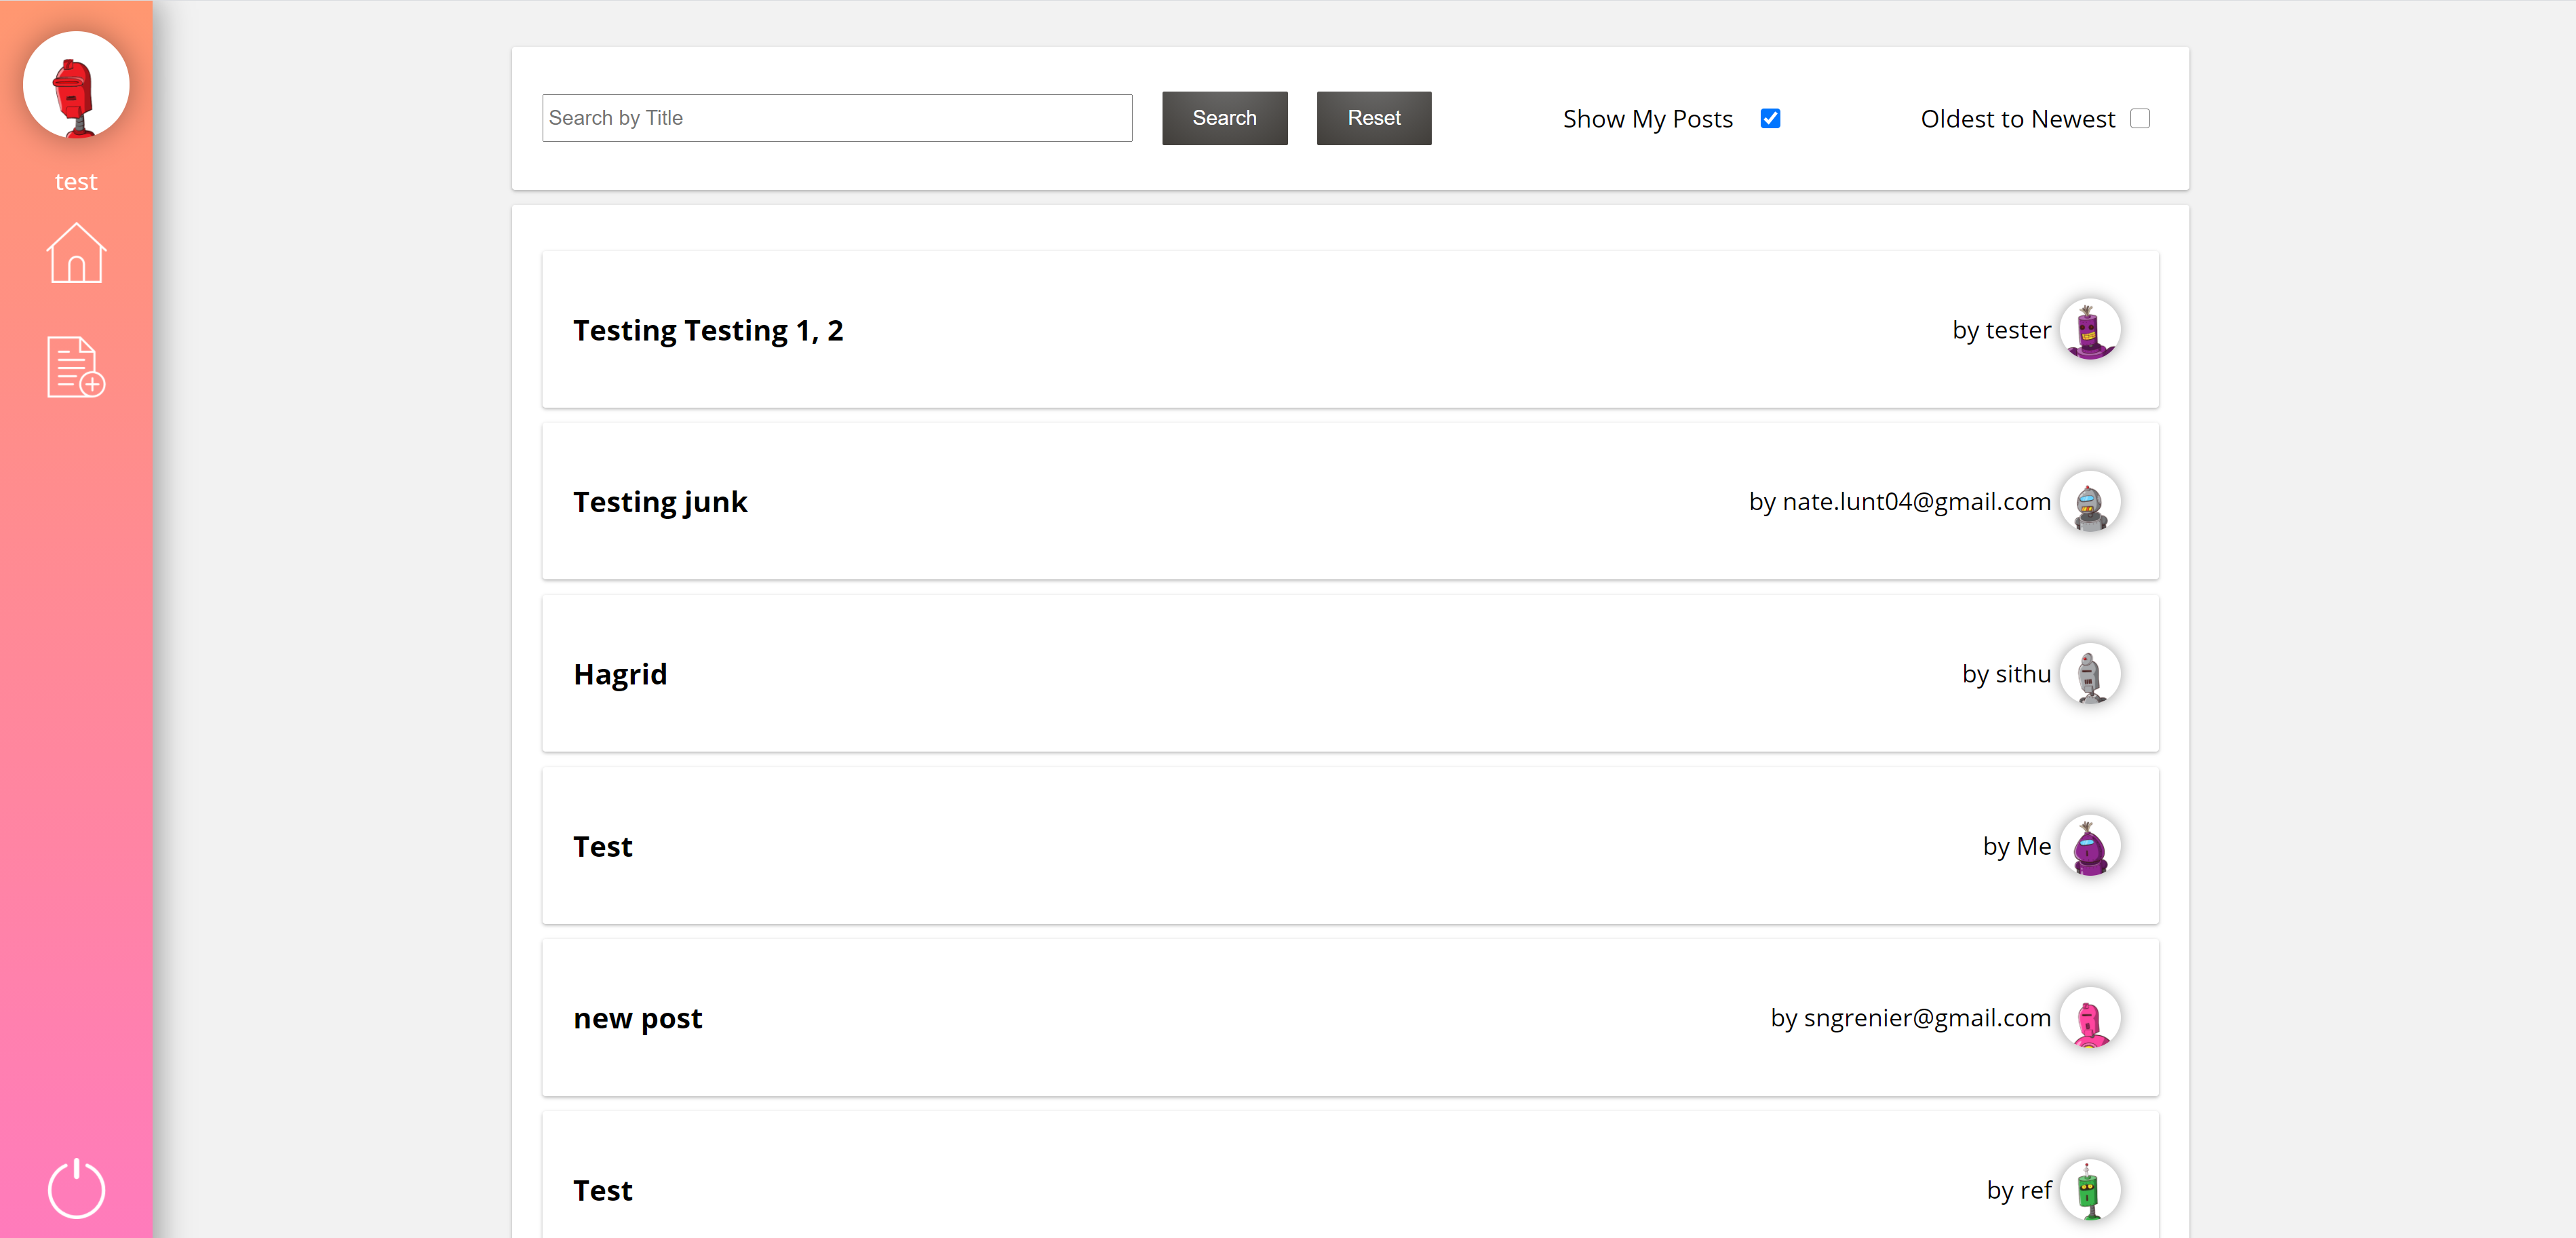 test
Search by Title
Search
Reset
Show My Posts
Oldest to Newest
Testing Testing 1, 2
by tester
Testing junk
by nate.lunt04@gmail.com
Hagrid
by sithu
Test
by Me
new post
by sngrenier@gmail.com
Test
by ref